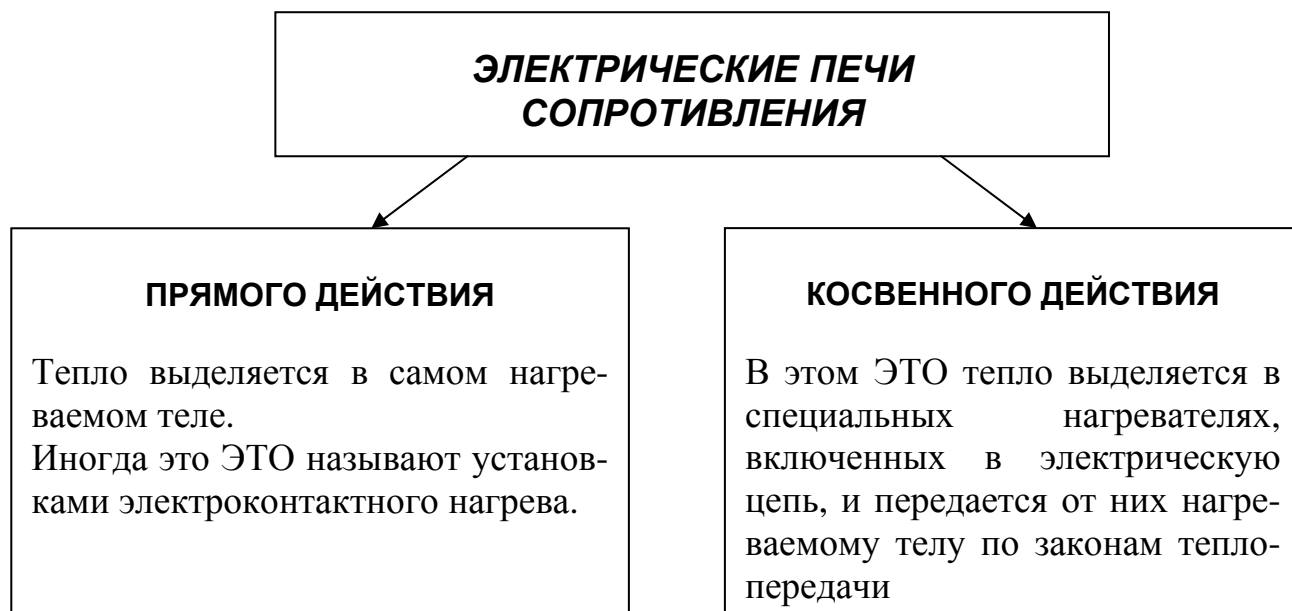 ЭЛЕКТРИЧЕСКИЕ ПЕЧИ
СОПРОТИВЛЕНИЯ
ПРЯМОГО ДЕЙСТВИЯ
Тепло выделяется в самом нагре-
ваемом теле.
Иногда это ЭТО называют установ-
ками электроконтактного нагрева.
КОСВЕННОГО ДЕЙСТВИЯ
В этом ЭТО тепло выделяется в
специальных нагревателях,
включенных в электрическую
цепь, и передается от них нагре-
ваемому телу по законам тепло-
передачи